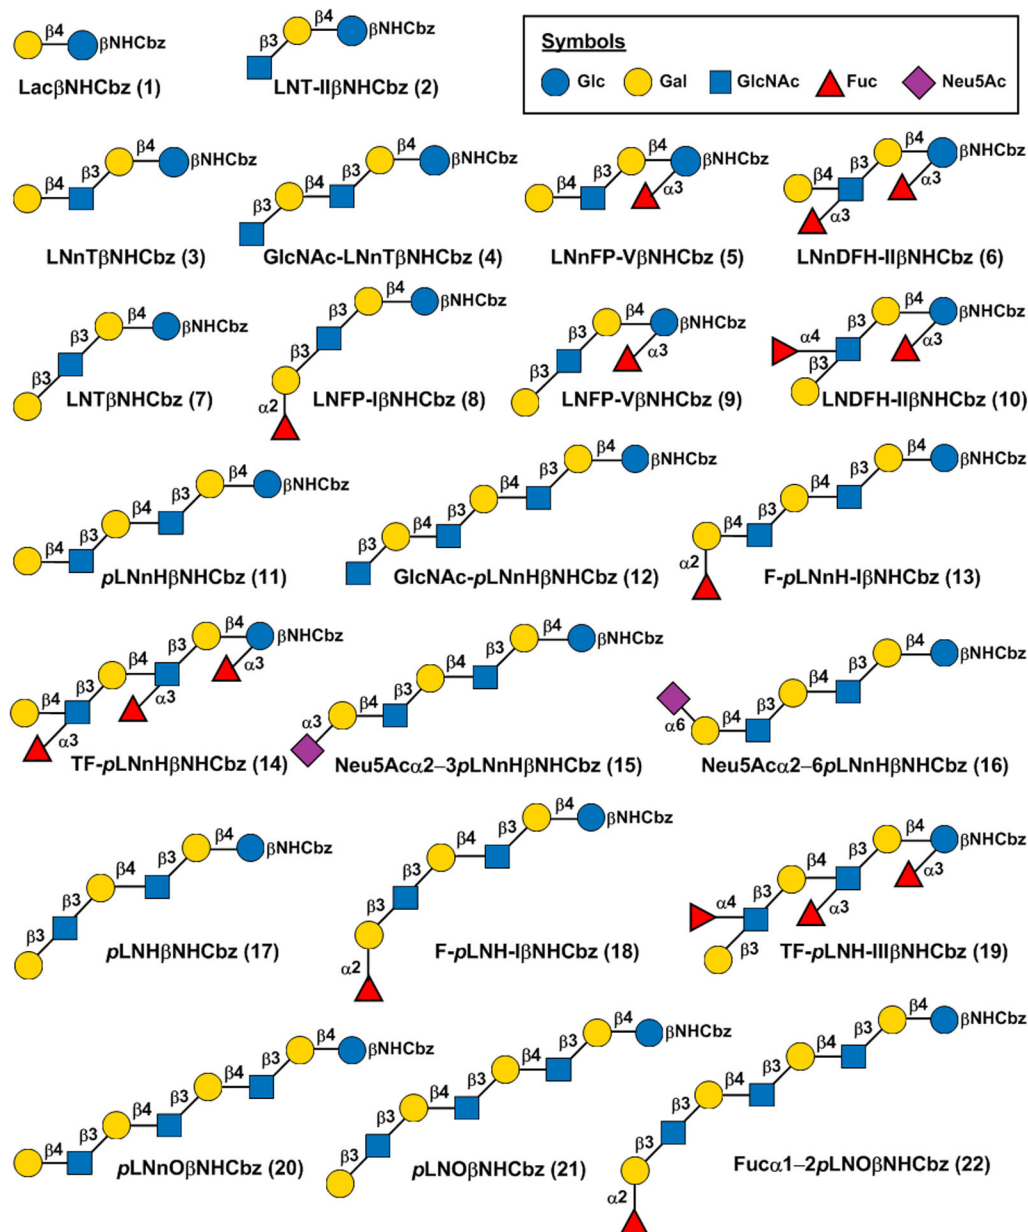 β4 βNHCbz
LacβNHCbz (1)
β3 β4 βNHCbz
LNT-IIβNHCbz (2)
Symbols
Glc Gal GlcNAc Fuc Neu5Ac
β4 β3 β4 βNHCbz
LNnTβNHCbz (3)
β3 β4 β3 β4 βNHCbz
GlcNAc-LNnTβNHCbz (4)
β4 β3 β4 α3 βNHCbz
LNnFP-VβNHCbz (5)
β4 α3 β3 β4 α3 βNHCbz
LNnDFH-IIβNHCbz (6)
β3 β3 β4 βNHCbz
LNTβNHCbz (7)
α2 β3 β3 β4 βNHCbz
LNFP-IβNHCbz (8)
β3 β3 β4 α3 βNHCbz
LNFP-VβNHCbz (9)
α4 β3 β3 β4 α3 βNHCbz
LNDFH-IIβNHCbz (10)
β4 β3 β4 β3 β4 βNHCbz
pLNnHβNHCbz (11)
β3 β4 β3 β4 β3 β4 βNHCbz
GlcNAc-pLNnHβNHCbz (12)
α2 β4 β3 β4 β3 β4 βNHCbz
F-pLNnH-IβNHCbz (13)
β4 α3 β3 β4 α3 β3 β4 α3 βNHCbz
TF-pLNnHβNHCbz (14)
α3 β4 β3 β4 β3 β4 βNHCbz
Neu5Acα2–3pLNnHβNHCbz (15)
α6 β4 β3 β4 β3 β4 βNHCbz
Neu5Acα2–6pLNnHβNHCbz (16)
β3 β3 β4 β3 β4 βNHCbz
pLNHβNHCbz (17)
α2 β3 β3 β4 β3 β4 βNHCbz
F-pLNH-IβNHCbz (18)
α4 β3 β3 β4 α3 β3 β4 α3 βNHCbz
TF-pLNH-IIIβNHCbz (19)
β4 β3 β4 β3 β4 β3 β4 βNHCbz
pLNnOβNHCbz (20)
β3 β3 β4 β3 β4 β3 β4 βNHCbz
pLNOβNHCbz (21)
α2 β3 β3 β4 β3 β4 β3 β4 βNHCbz
Fucα1–2pLNOβNHCbz (22)